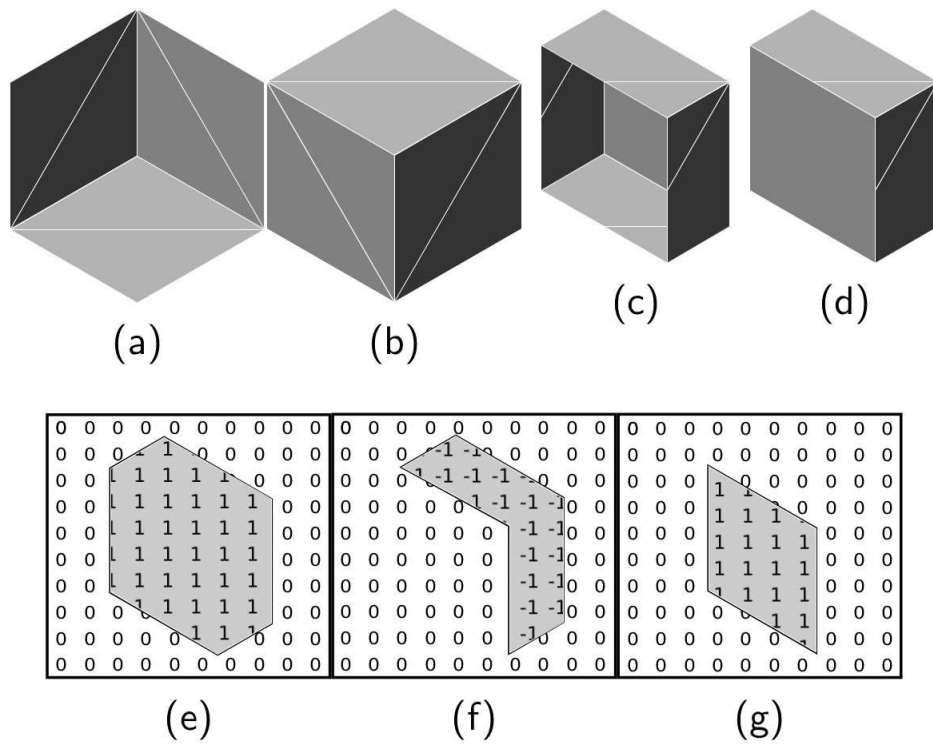 (a) (b) (c) (d)
0 0 0 0 0 0 0 0 0 0 0 0 0 0 0 0 0 0 0 0 0 0 0 0 0 0 0 0 0 0
0 0 0 1 1 0 0 0 0 0 0 0 0 -1 -1 0 0 0 0 0 0 0 0 0 0 0 0 0 0
0 0 1 1 1 1 0 0 0 0 0 1 -1 -1 -1 -1 0 0 0 0 0 0 1 1 0 0 0 0 0
0 0 1 1 1 1 1 0 0 0 0 0 0 0 1 -1 -1 -1 0 0 0 0 0 1 1 1 0 0 0 0
0 0 1 1 1 1 1 0 0 0 0 0 0 0 0 0 -1 -1 0 0 0 0 0 1 1 1 1 0 0 0
0 0 1 1 1 1 1 0 0 0 0 0 0 0 0 0 -1 -1 0 0 0 0 0 1 1 1 1 0 0 0
0 0 1 1 1 1 1 0 0 0 0 0 0 0 0 0 -1 -1 0 0 0 0 0 1 1 1 1 0 0 0
0 0 0 1 1 1 1 1 0 0 0 0 0 0 0 0 -1 -1 0 0 0 0 0 0 1 1 0 0 0
0 0 0 0 1 1 1 0 0 0 0 0 0 0 0 0 -1 0 0 0 0 0 0 0 0 0 1 0 0 0
0 0 0 0 0 0 0 0 0 0 0 0 0 0 0 0 0 0 0 0 0 0 0 0 0 0 0 0 0 0
(e) (f) (g)